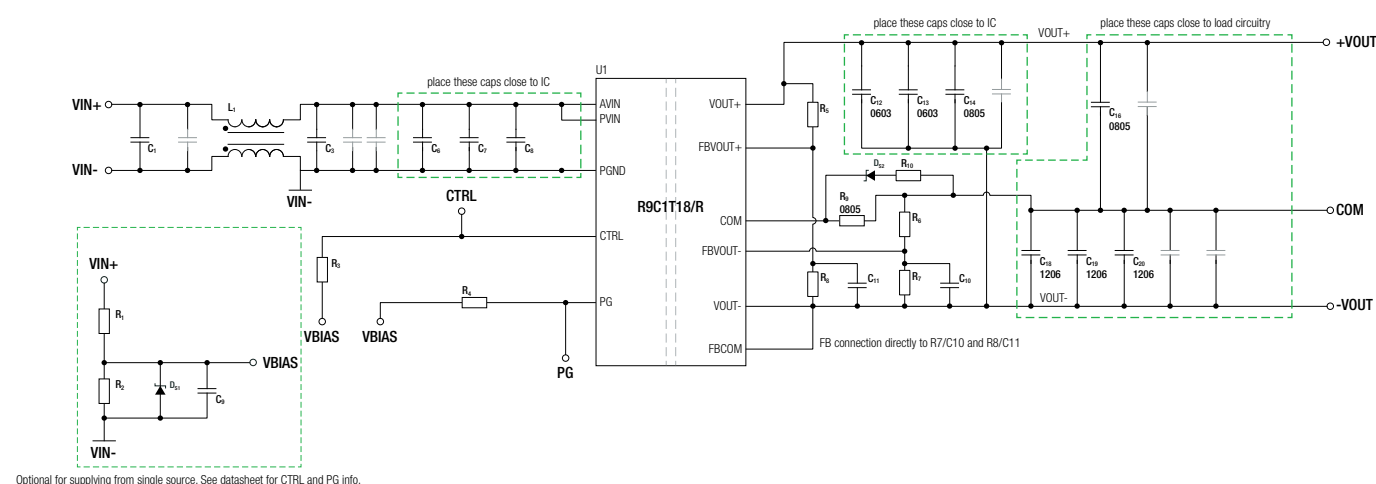 place these caps close to IC
place these caps close to load circuitry
VOUT+
+VOUT
U1
place these caps close to IC
VIN+
L1
C1
C3
C6
C7
C8
VIN-
VIN-
AVIN
PVIN
PGND
R9C1T18/R
VOUT+
FBVOUT+
COM
FBVOUT-
VOUT-
FBCOM
R5
C12
0603
C13
0603
C14
0805
C16
0805
DS2
R10
R9
0805
R6
COM
CTRL
CTRL
R3
VBIAS
R4
VBIAS
PG
PG
R8
C11
R7
C10
C18
1206
C19
1206
C20
1206
VOUT-
-VOUT
FB connection directly to R7/C10 and R8/C11
VIN+
R1
VBIAS
R2
DS1
C9
VIN-
Optional for supplying from single source. See datasheet for CTRL and PG info.